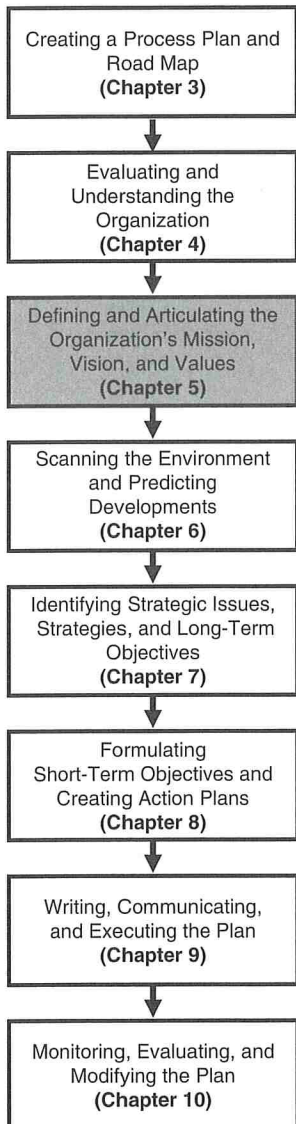 Creating a Process Plan and
Road Map
(Chapter 3)
Evaluating and
Understanding the
Organization
(Chapter 4)
Defining and Articulating the
Organization's Mission,
Vision, and Values
(Chapter 5)
Scanning the Environment
and Predicting
Developments
(Chapter 6)
Identifying Strategic Issues,
Strategies, and Long-Term
Objectives
(Chapter 7)
Formulating
Short-Term Objectives and
Creating Action Plans
(Chapter 8)
Writing, Communicating,
and Executing the Plan
(Chapter 9)
Monitoring, Evaluating, and
Modifying the Plan
(Chapter 10)